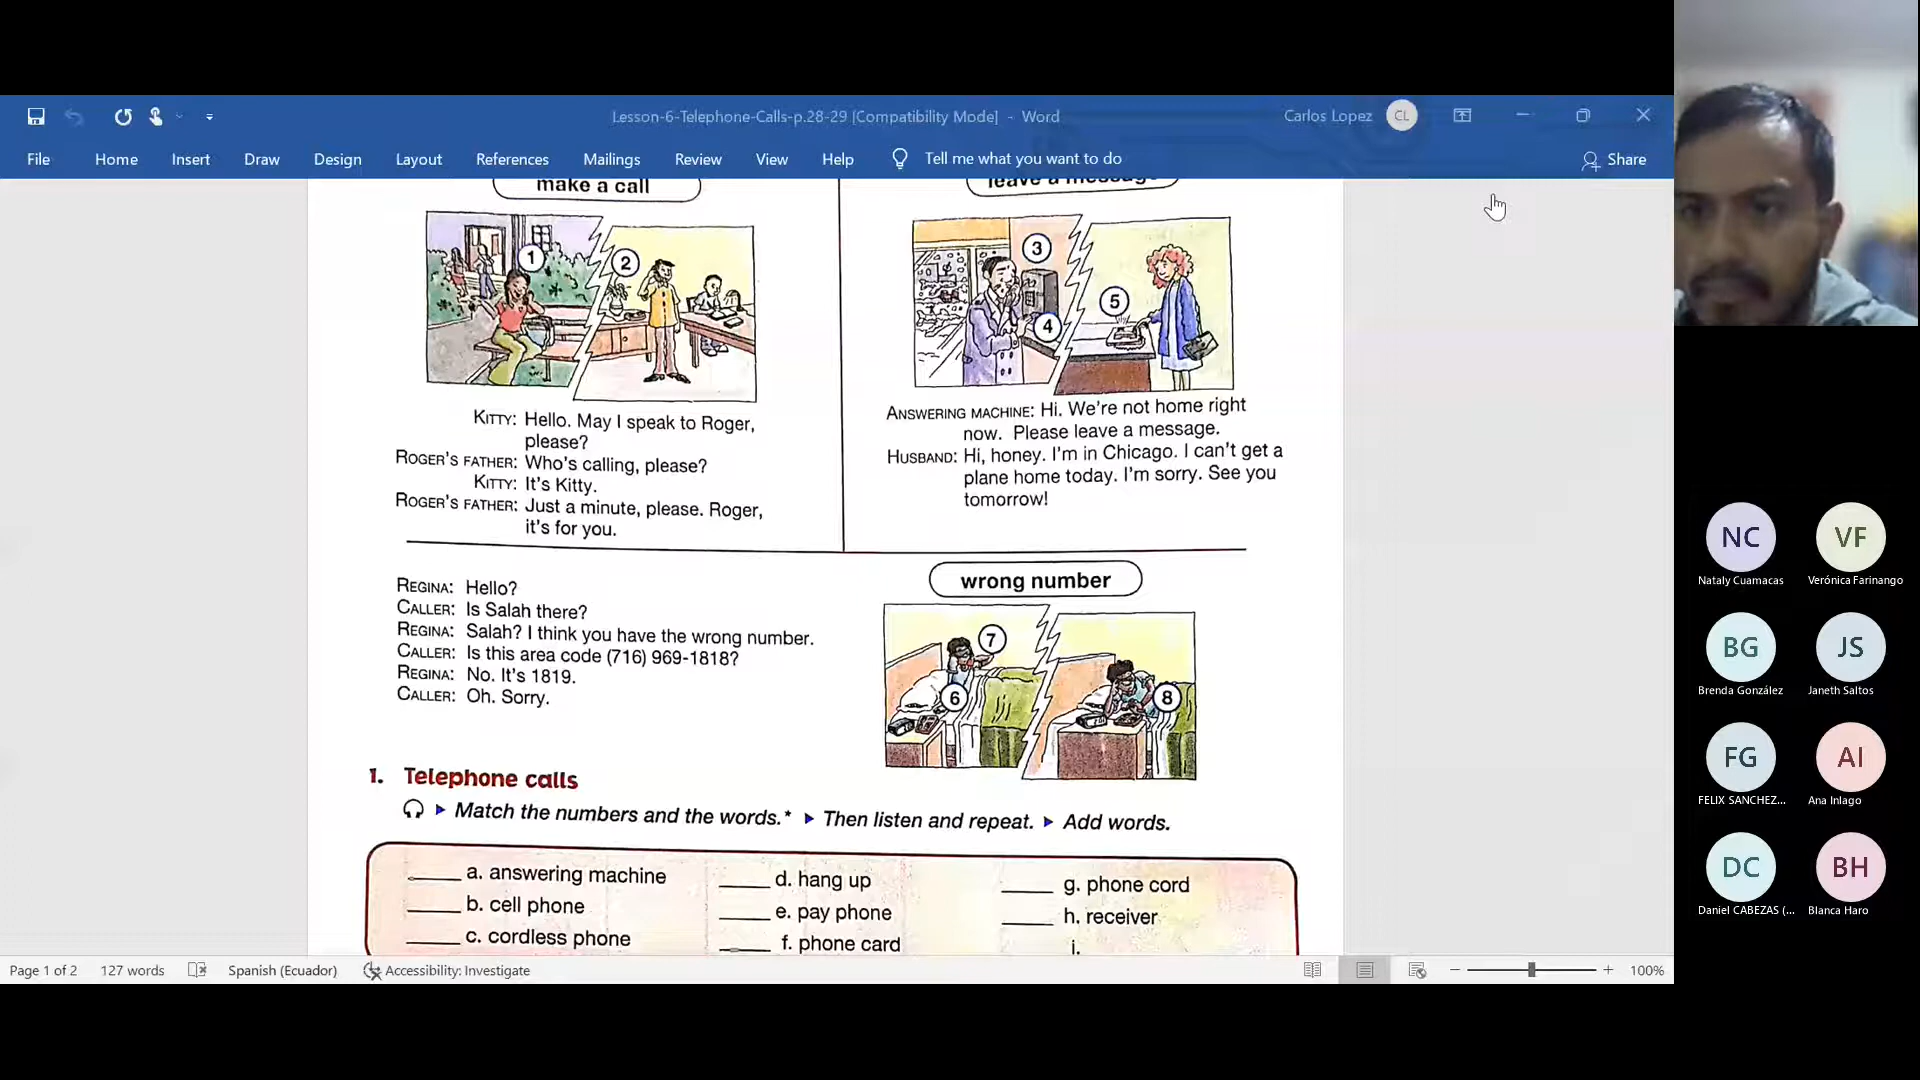 Lesson-6-Telephone-Calls-p.28-29 [Compatibility Mode] - Word
Carlos Lopez CL
File Home Insert Draw Design Layout References Mailings Review View Help Tell me what you want to do Share
make a call
leave a message
1
2
3
4
5
KITTY: Hello. May I speak to Roger,
please?
ROGER'S FATHER: Who's calling, please?
KITTY: It's Kitty.
ROGER'S FATHER: Just a minute, please. Roger,
it's for you.
ANSWERING MACHINE: Hi. We're not home right
now. Please leave a message.
HUSBAND: Hi, honey. I'm in Chicago. I can't get a
plane home today. I'm sorry. See you
tomorrow!
REGINA: Hello?
CALLER: Is Salah there?
REGINA: Salah? I think you have the wrong number.
CALLER: Is this area code (716) 969-1818?
REGINA: No. It's 1819.
CALLER: Oh. Sorry.
wrong number
7
6
8
1. Telephone calls
Match the numbers and the words.* Then listen and repeat. Add words.
a. answering machine
b. cell phone
c. cordless phone
d. hang up
e. pay phone
f. phone card
g. phone cord
h. receiver
i.
Page 1 of 2 127 words Spanish (Ecuador) Accessibility: Investigate 100%
NC VF
Nataly Cuamacas Verónica Farinango
BG JS
Brenda González Janeth Saltos
FG AI
FELIX SANCHEZ... Ana Inlago
DC BH
Daniel CABEZAS (... Blanca Haro